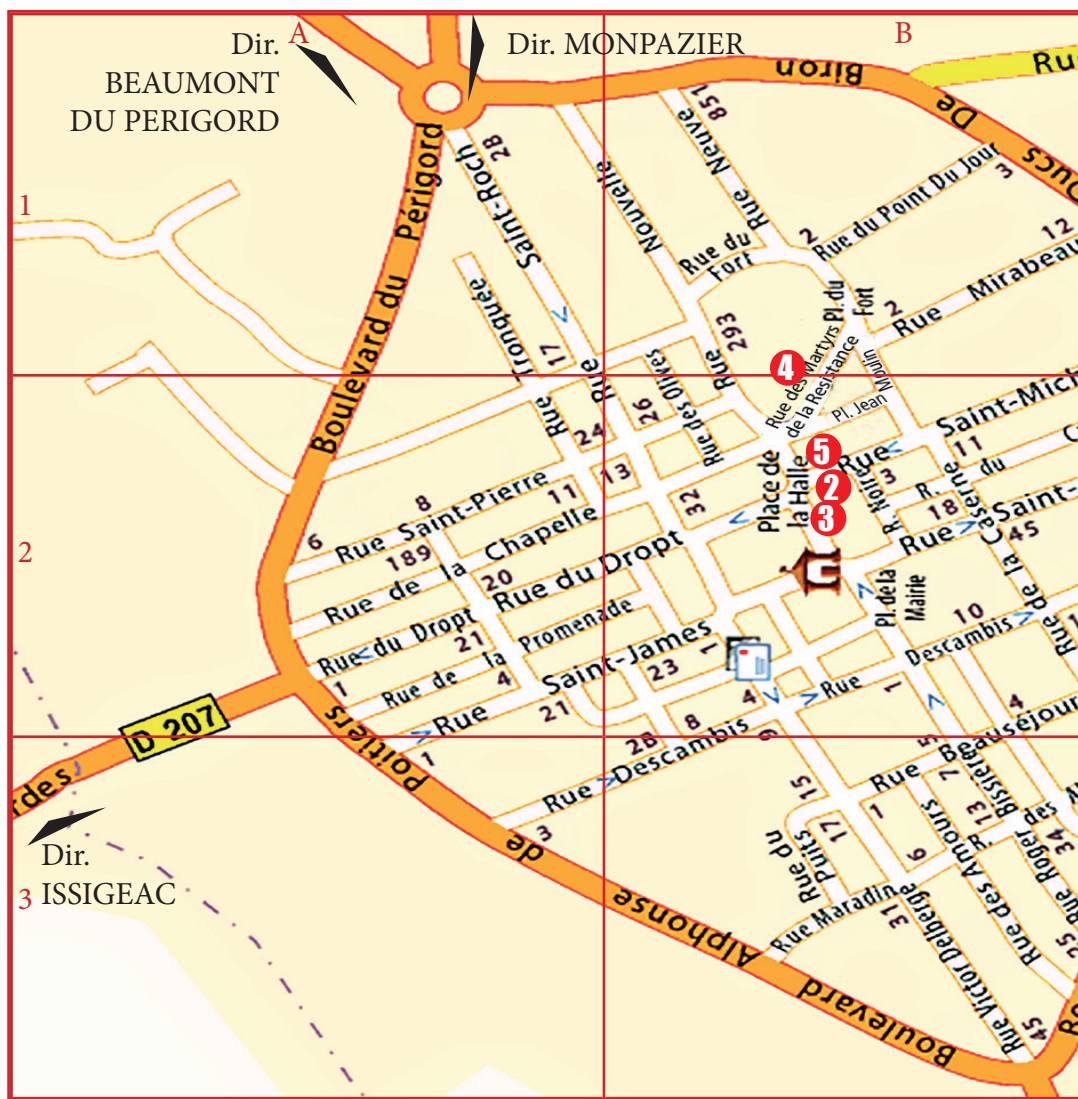 A
B
1
2
3
Dir.
BEAUMONT
DU PERIGORD
Dir. MONPAZIER
Dir.
ISSIGEAC
D 207
Biron
De
Ducs
Ru
Boulevard du Périgord
28
Saint-Roch
17
Rue
Nouvelle
293
Rue
851
Rue Neuve
Rue du
Fort
2
Rue du Point Du Jour
3
12
2
Rue Mirabeau
Pl. du
Fort
Rue des Martyrs
de la Resistance
Pl. Jean Moulin
4
5
2
3
Place de
la Halle
Rue Tronquée
24
26
Rue des Olives
13
11
32
8
6
Rue Saint-Pierre
189
Rue de la Chapelle
20
Rue du Dropt
Rue du Dropt
21
Rue de la Promenade
4
1
Rue Saint-James
21
23
1
1
Rue Saint-Mich
11
3
R. Noire
R. du
18
Rue Saint-
45
Rue de la Caserne
Pl. de la
Mairie
10
Rue Descambis
1
4
8
28
9
Rue Descambis
3
4
5
Rue Beauséjour
7
1
15
17
Rue du
Puits
6
13
Bissière
R. des
34
Rue Roger
25
Rue des Amours
Rue Maradin
31
Rue Victor Delberge
45
Boulevard Alphonse de Poitiers
rdes